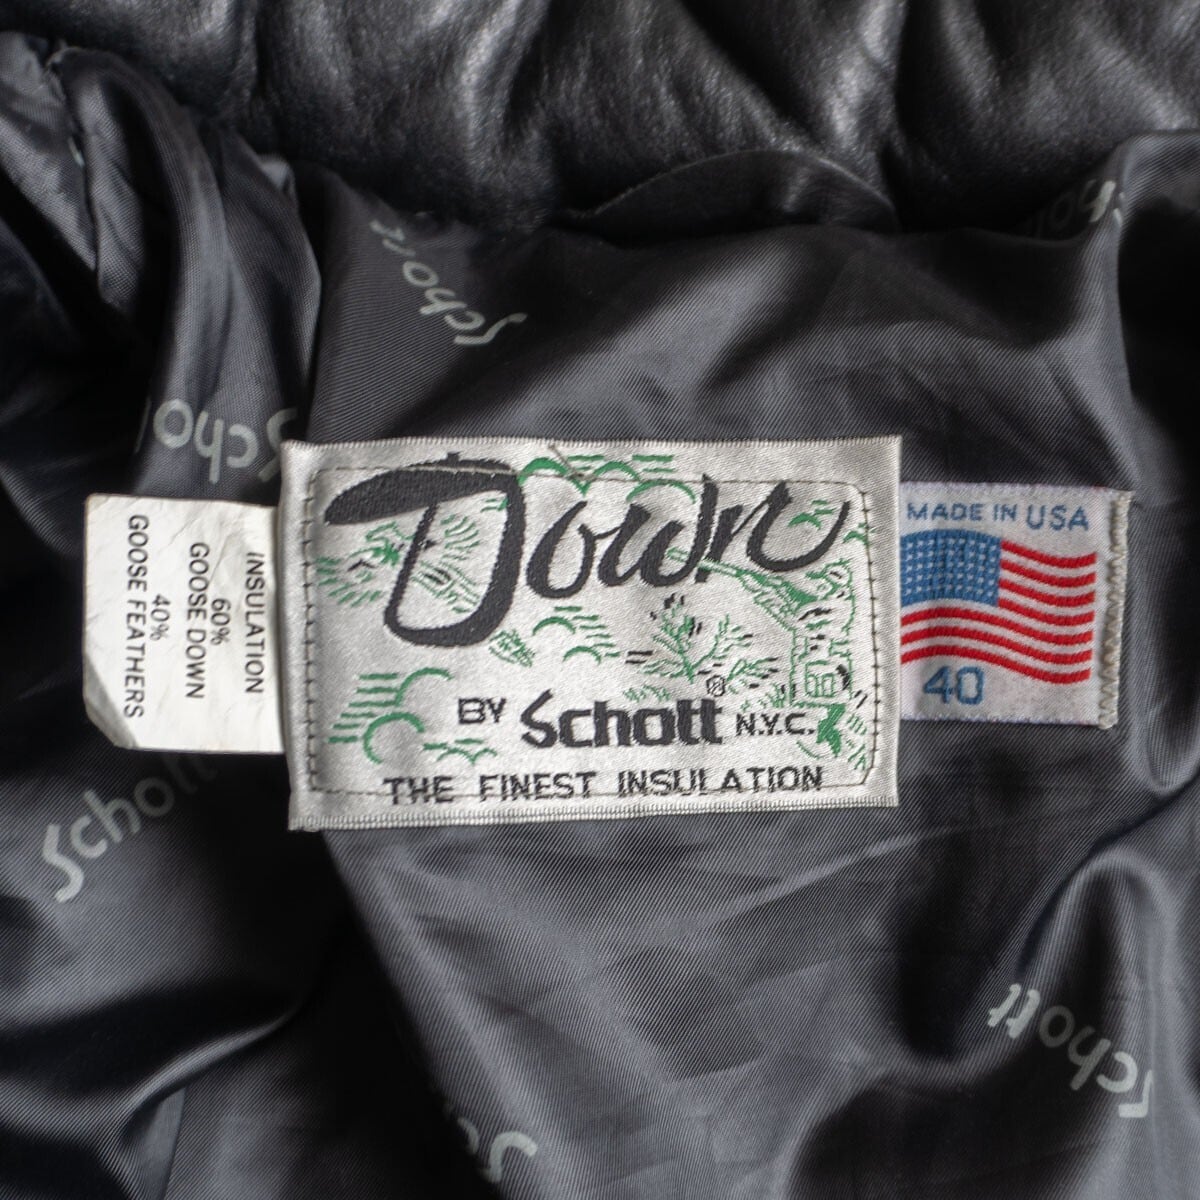 Schott
Schott
INSULATION
60%
GOOSE DOWN
40%
GOOSE FEATHERS
Down
BY Schott® N.Y.C.
THE FINEST INSULATION
MADE IN USA
40
Schott
Schott